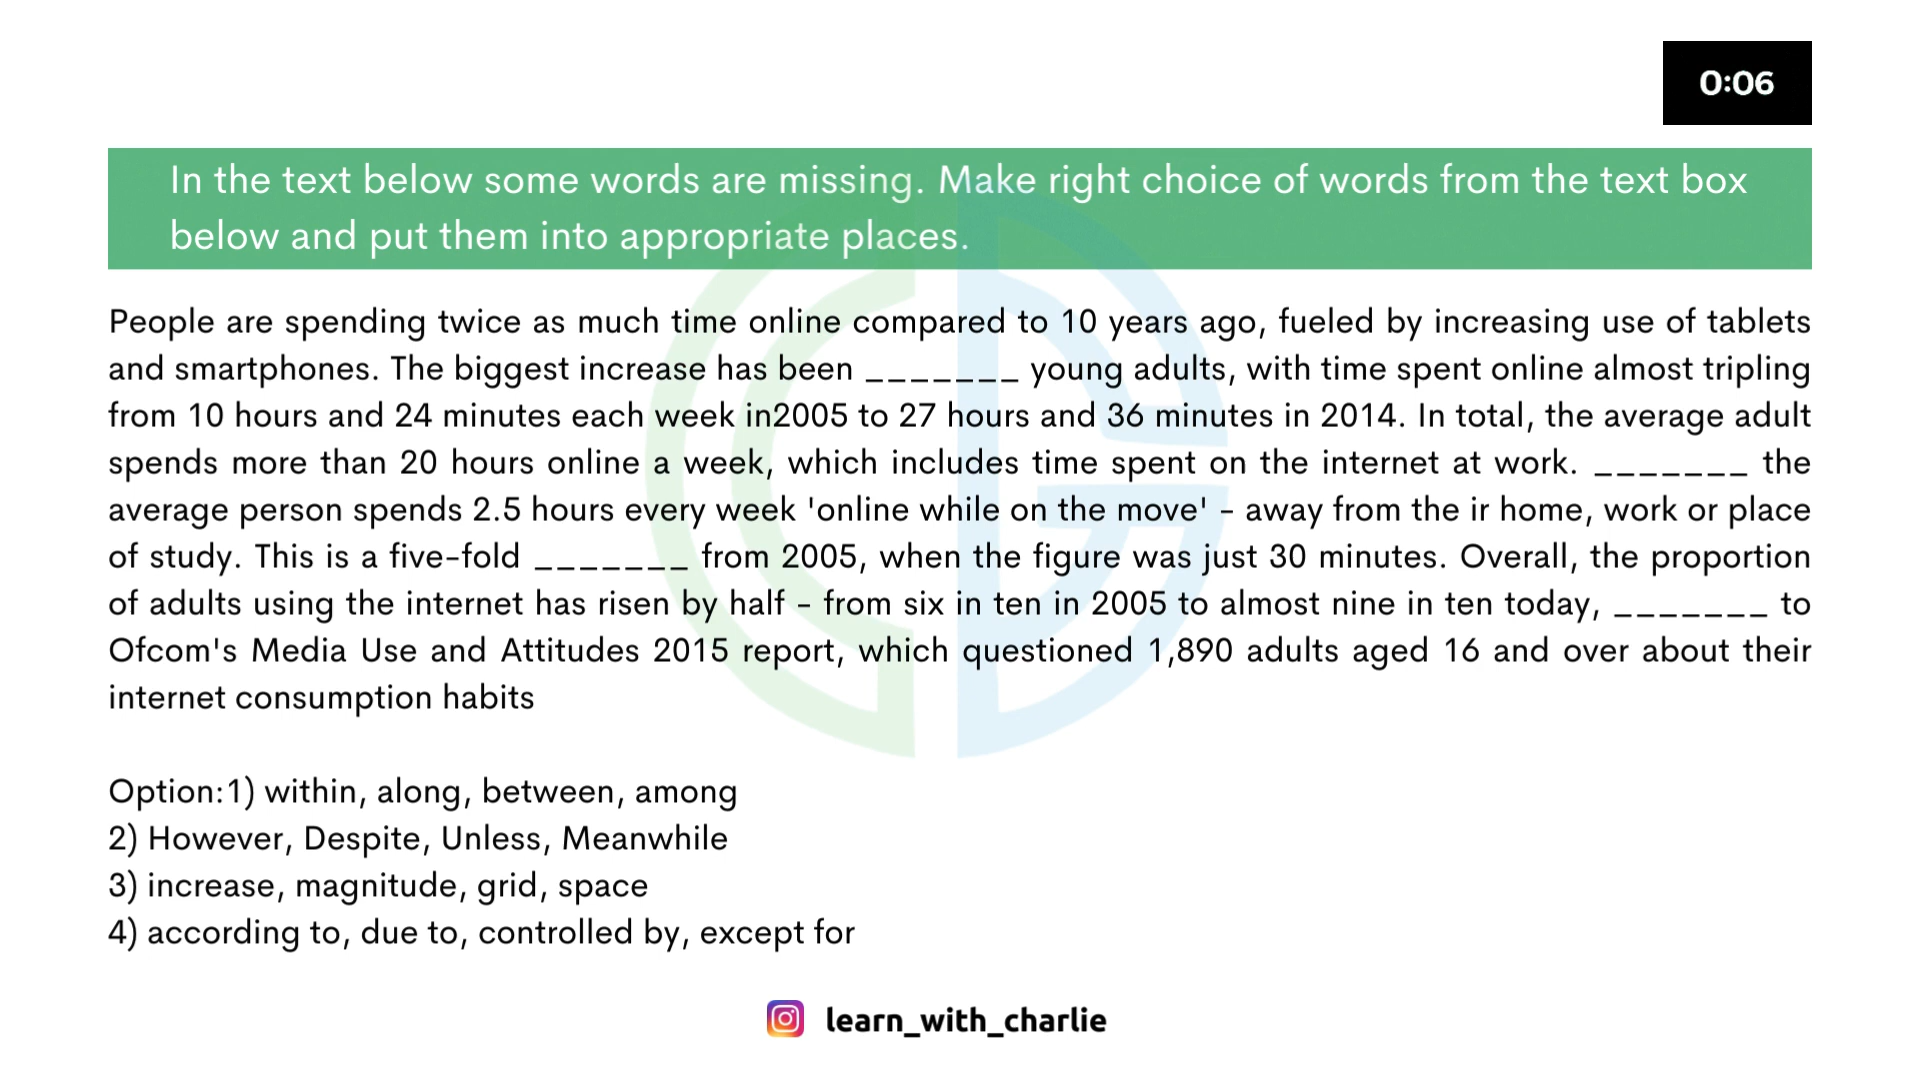 0:06
In the text below some words are missing. Make right choice of words from the text box
below and put them into appropriate places.
People are spending twice as much time online compared to 10 years ago, fueled by increasing use of tablets
and smartphones. The biggest increase has been _______ young adults, with time spent online almost tripling
from 10 hours and 24 minutes each week in2005 to 27 hours and 36 minutes in 2014. In total, the average adult
spends more than 20 hours online a week, which includes time spent on the internet at work. _______ the
average person spends 2.5 hours every week 'online while on the move' - away from the ir home, work or place
of study. This is a five-fold _______ from 2005, when the figure was just 30 minutes. Overall, the proportion
of adults using the internet has risen by half - from six in ten in 2005 to almost nine in ten today, _______ to
Ofcom's Media Use and Attitudes 2015 report, which questioned 1,890 adults aged 16 and over about their
internet consumption habits
Option:1) within, along, between, among
2) However, Despite, Unless, Meanwhile
3) increase, magnitude, grid, space
4) according to, due to, controlled by, except for
learn_with_charlie